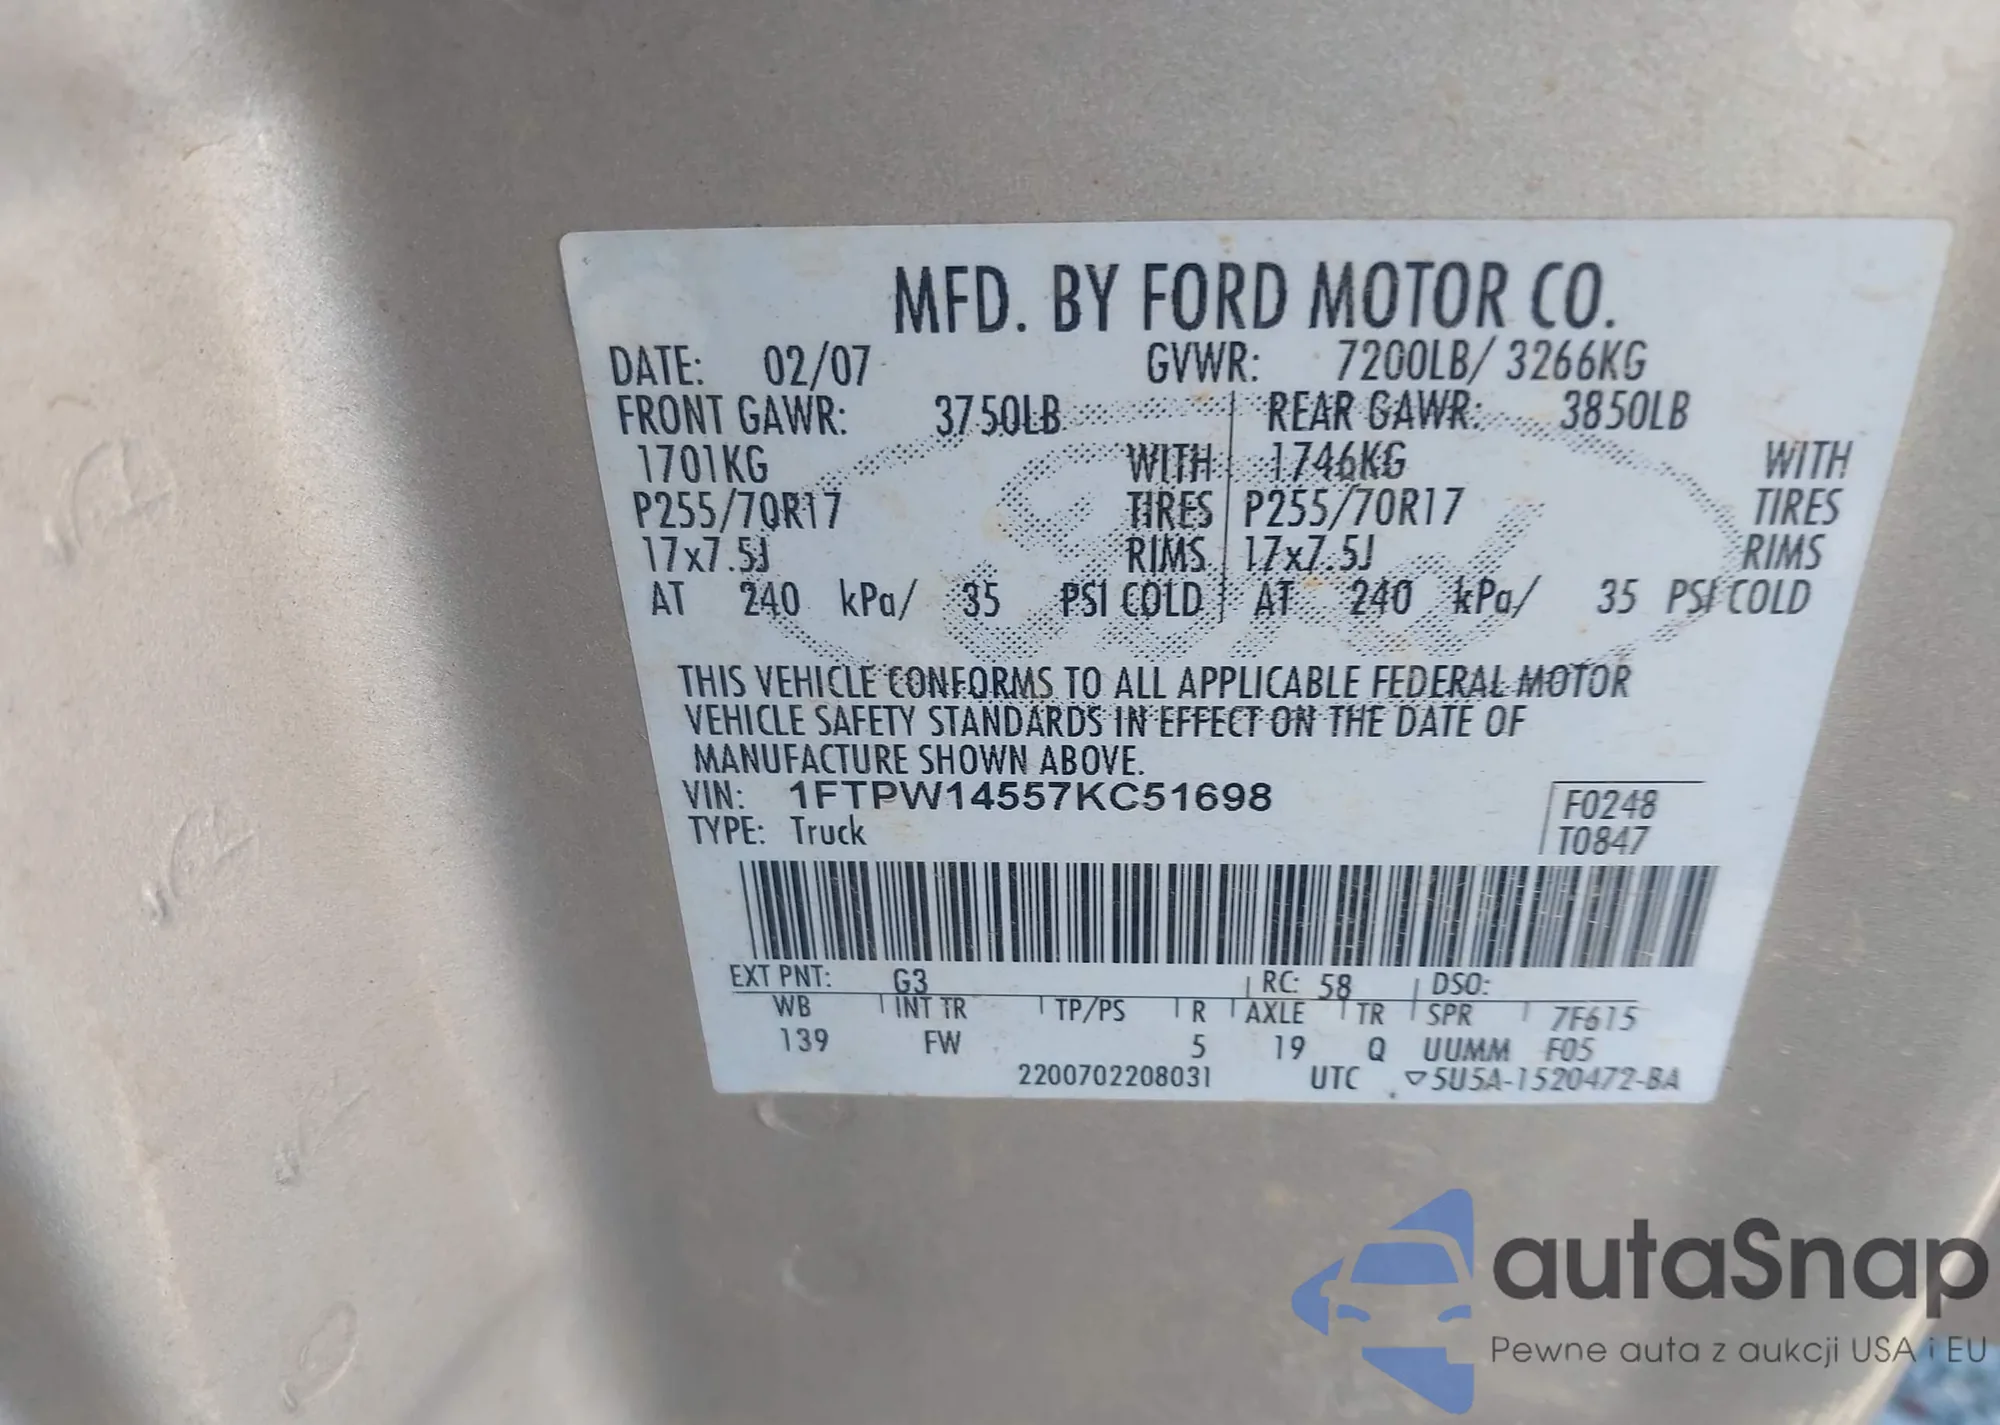 MFD. BY FORD MOTOR CO.
DATE: 02/07 GVWR: 7200LB/ 3266KG
FRONT GAWR: 3750LB REAR GAWR: 3850LB
1701KG WITH 1746KG WITH
P255/70R17 TIRES P255/70R17 TIRES
17x7.5J RIMS 17x7.5J RIMS
AT 240 kPa/ 35 PSI COLD AT 240 kPa/ 35 PSI COLD
THIS VEHICLE CONFORMS TO ALL APPLICABLE FEDERAL MOTOR
VEHICLE SAFETY STANDARDS IN EFFECT ON THE DATE OF
MANUFACTURE SHOWN ABOVE.
VIN: 1FTPW14557KC51698 F0248
TYPE: Truck T0847
EXT PNT: G3 RC: 58 DSO:
WB INT TR TP/PS R AXLE TR SPR 7F615
139 FW 5 19 Q UUMM F05
2200702208031 UTC ▽5U5A-1520472-BA
autaSnap
Pewne auta z aukcji USA i EU